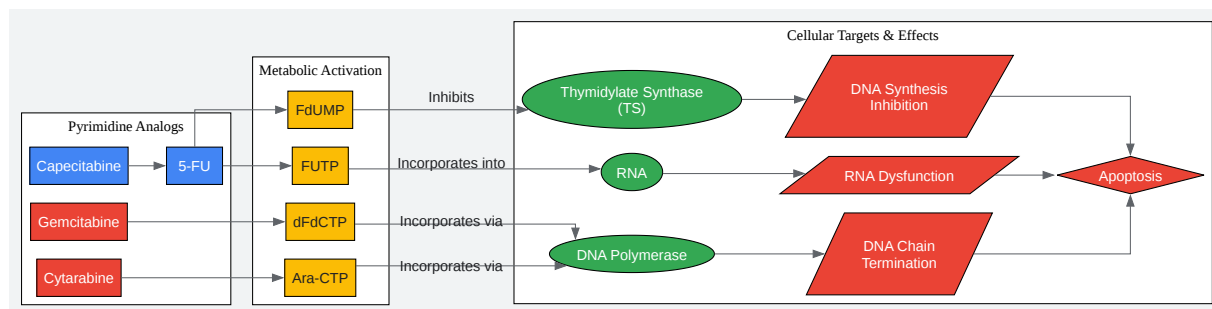 Cellular Targets & Effects
Metabolic Activation
Pyrimidine Analogs
Capecitabine
5-FU
Gemcitabine
Cytarabine
FdUMP
FUTP
dFdCTP
Ara-CTP
Inhibits
Incorporates into
Incorporates via
Incorporates via
Thymidylate Synthase
(TS)
RNA
DNA Polymerase
DNA Synthesis
Inhibition
RNA Dysfunction
DNA Chain
Termination
Apoptosis